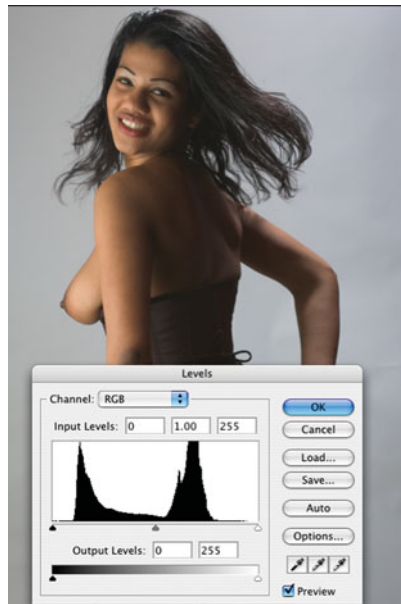 Levels
Channel: RGB
OK
Input Levels: 0 1.00 255
Cancel
Load...
Save...
Auto
Options...
Output Levels: 0 255
Preview